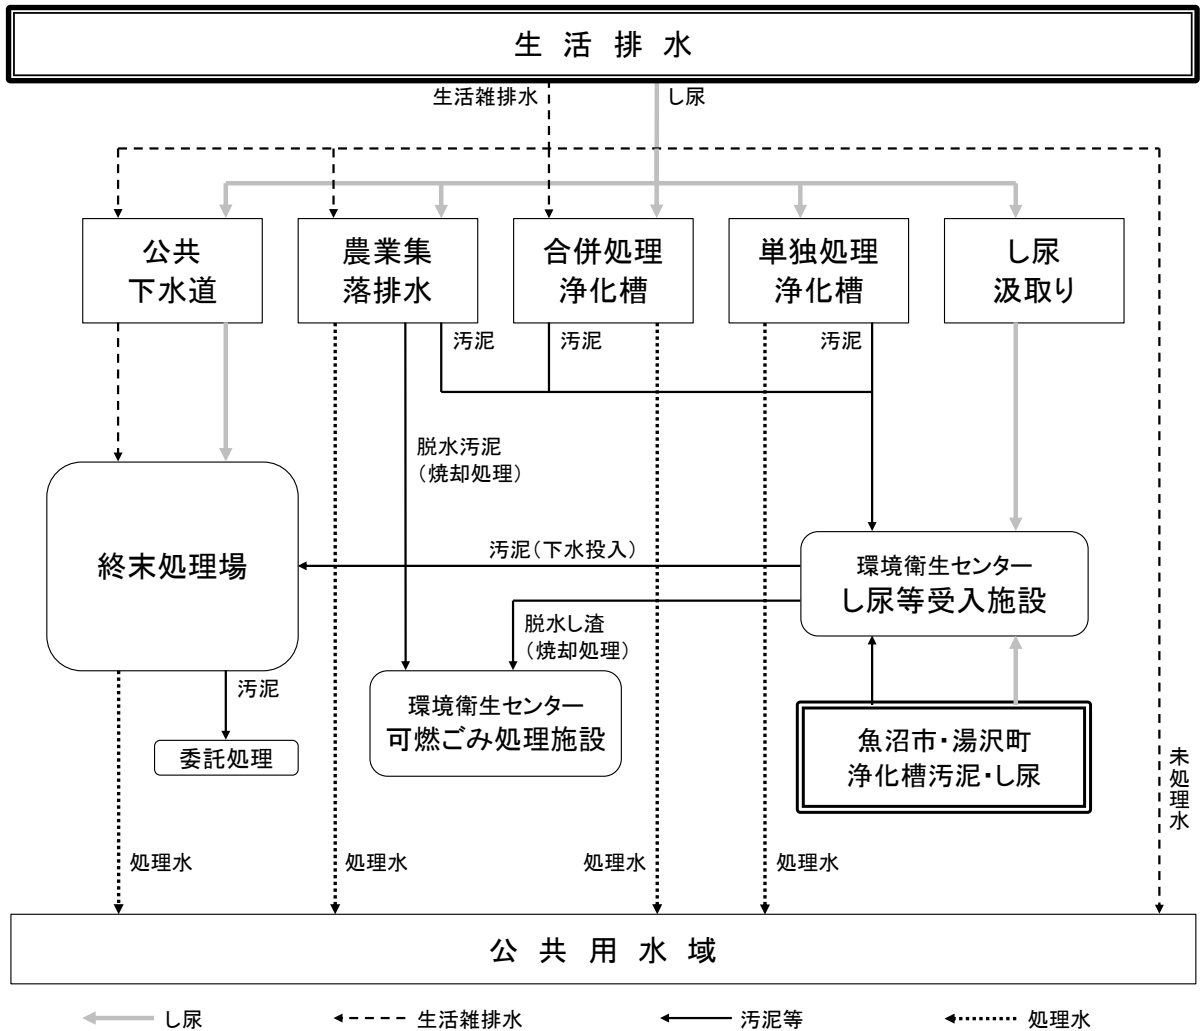 生活排水
生活雑排水
し尿
公共
下水道
農業集
落排水
合併処理
浄化槽
単独処理
浄化槽
し尿
汲取り
汚泥
汚泥
汚泥
脱水汚泥
(焼却処理)
終末処理場
汚泥(下水投入)
環境衛生センター
し尿等受入施設
脱水し渣
(焼却処理)
汚泥
環境衛生センター
可燃ごみ処理施設
委託処理
魚沼市・湯沢町
浄化槽汚泥・し尿
未処理水
処理水
処理水
処理水
処理水
公共用水域
し尿
生活雑排水
汚泥等
処理水